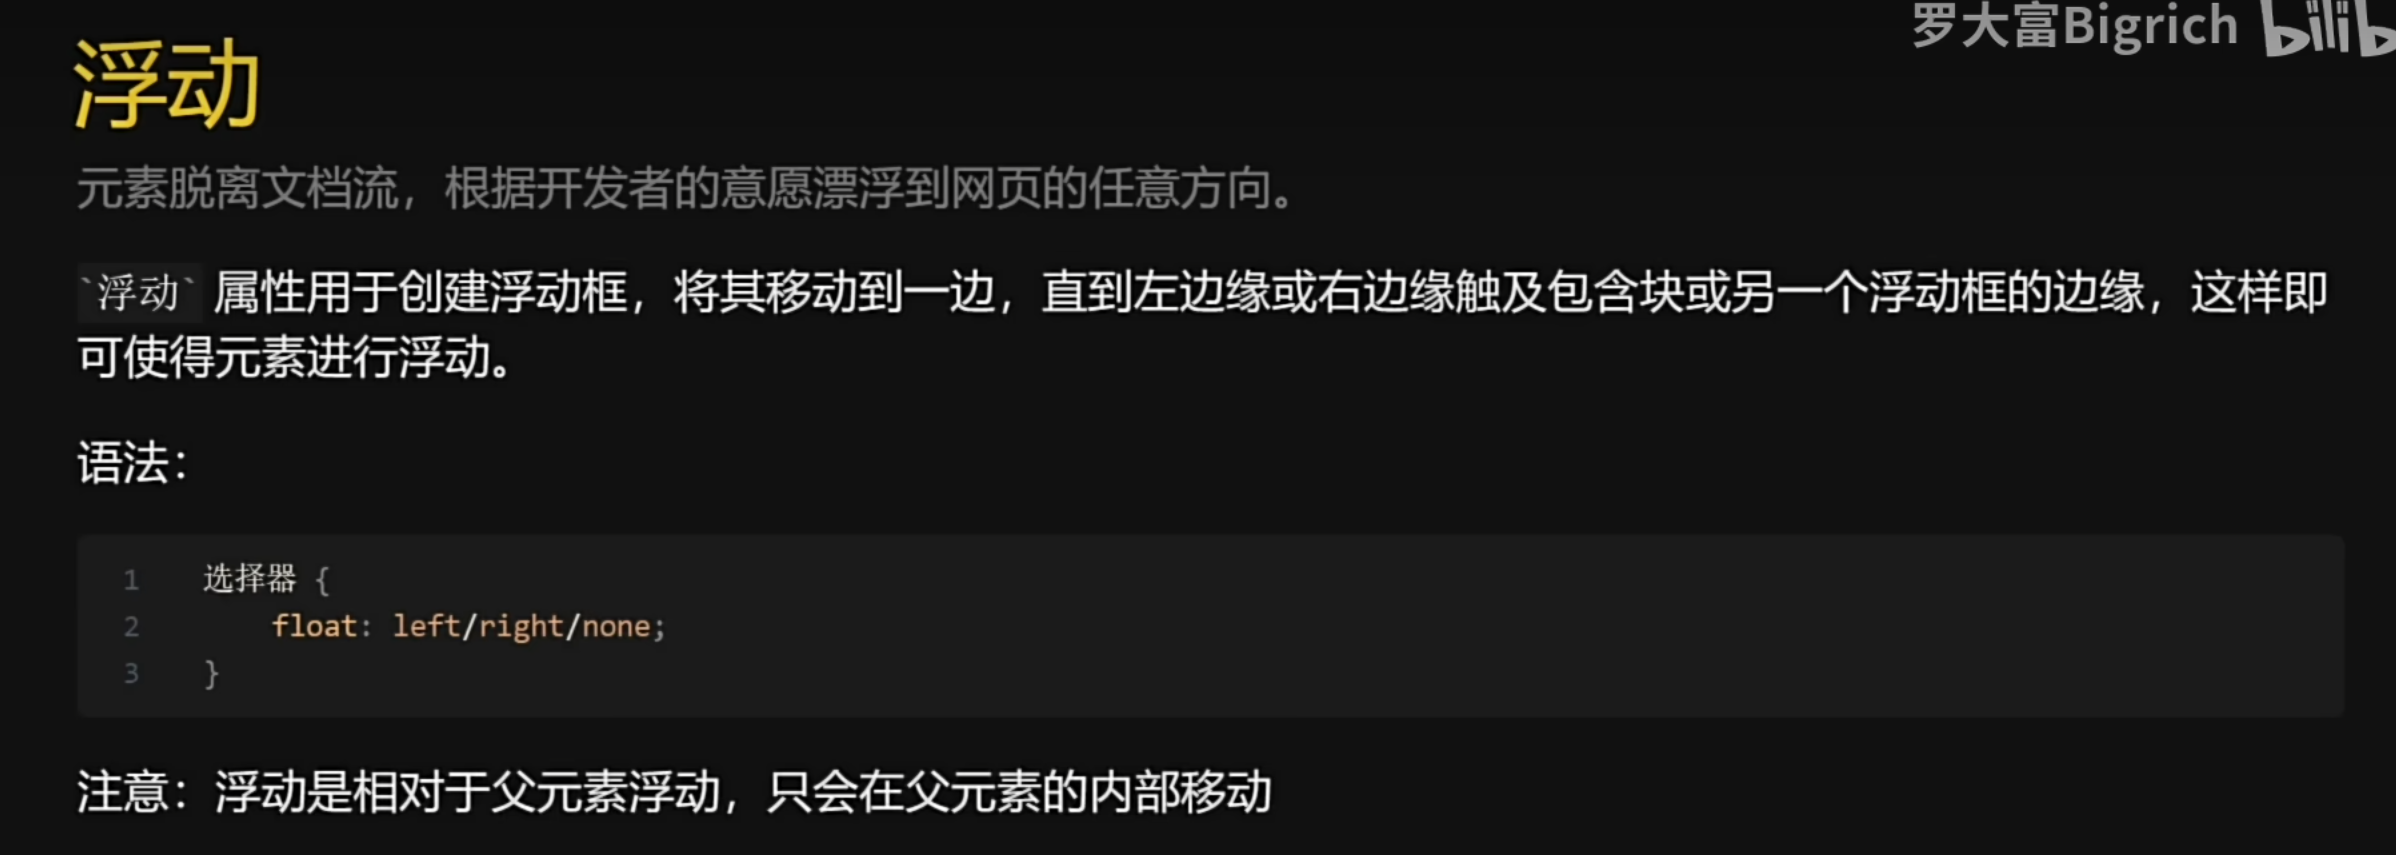 罗大富Bigrich bilib
浮动
元素脱离文档流，根据开发者的意愿漂浮到网页的任意方向。
`浮动` 属性用于创建浮动框，将其移动到一边，直到左边缘或右边缘触及包含块或另一个浮动框的边缘，这样即
可使得元素进行浮动。
语法：
1 选择器 {
2 float: left/right/none;
3 }
注意：浮动是相对于父元素浮动，只会在父元素的内部移动